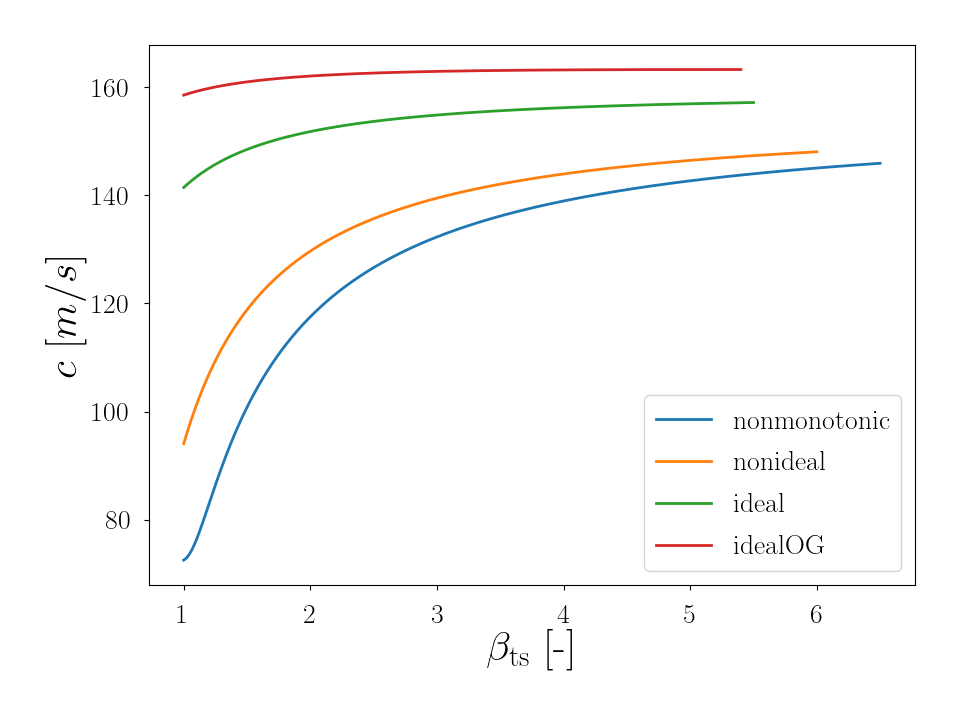 160
140
120
100
80
c [m/s]
1 2 3 4 5 6
β_ts [-]
nonmonotonic
nonideal
ideal
idealOG